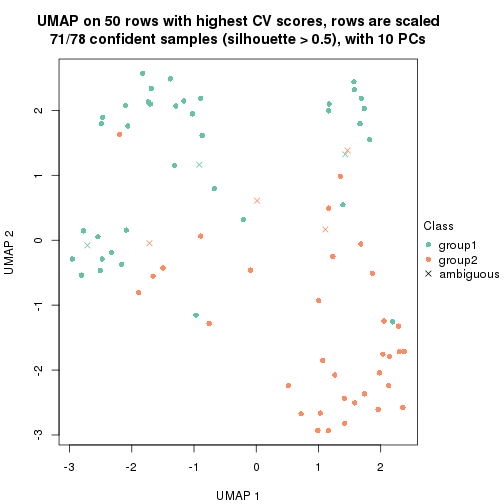 UMAP on 50 rows with highest CV scores, rows are scaled
71/78 confident samples (silhouette > 0.5), with 10 PCs
2
1
0
-1
-2
-3
UMAP 2
-3
-2
-1
0
1
2
UMAP 1
Class
group1
group2
ambiguous